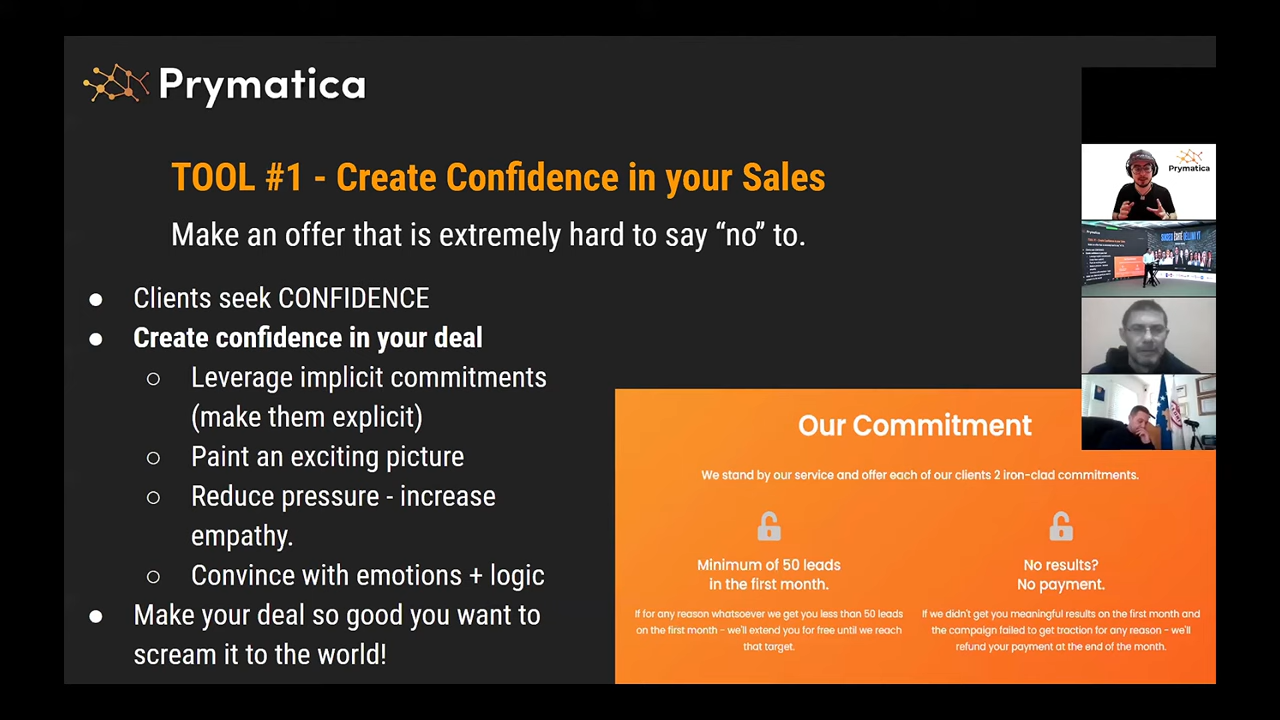 Prymatica
TOOL #1 - Create Confidence in your Sales
Make an offer that is extremely hard to say “no” to.
● Clients seek CONFIDENCE
● Create confidence in your deal
○ Leverage implicit commitments
(make them explicit)
○ Paint an exciting picture
○ Reduce pressure - increase
empathy.
○ Convince with emotions + logic
● Make your deal so good you want to
scream it to the world!
Prymatica
Our Commitment
We stand by our service and offer each of our clients 2 iron-clad commitments.
Minimum of 50 leads
in the first month.
If for any reason whatsoever we get you less than 50 leads
on the first month - we'll extend you for free until we reach
that target.
No results?
No payment.
If we didn't get you meaningful results on the first month and
the campaign failed to get traction for any reason - we'll
refund your payment at the end of the month.